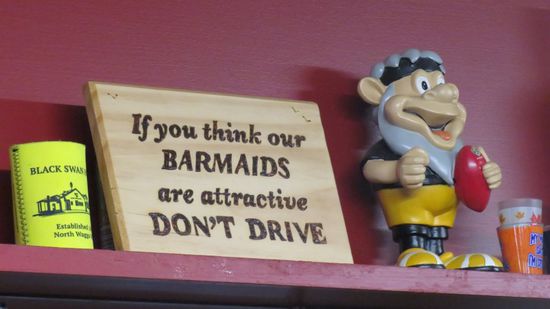 BLACK SWAN
Established
North Wagga
If you think our
BARMAIDS
are attractive
DON'T DRIVE